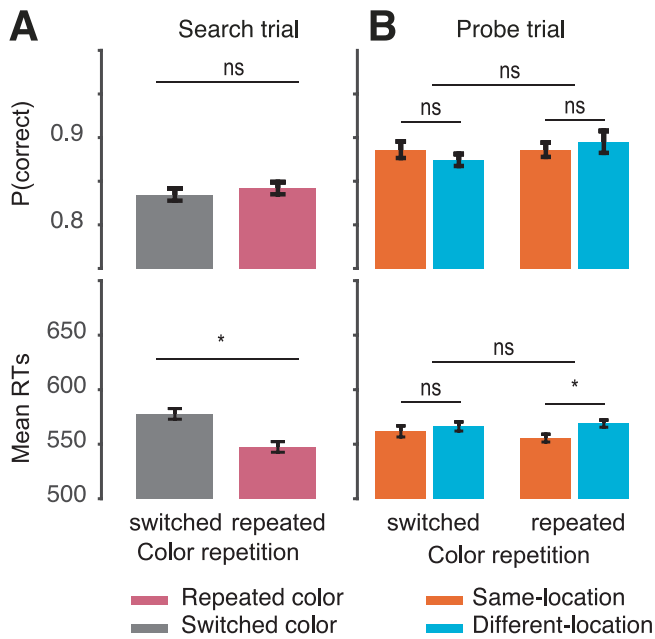 A Search trial B Probe trial
ns ns
ns ns
P(correct)
0.9
0.8
Mean RTs
650
600
550
500
*
ns
ns *
switched repeated switched repeated
Color repetition Color repetition
Repeated color Same-location
Switched color Different-location